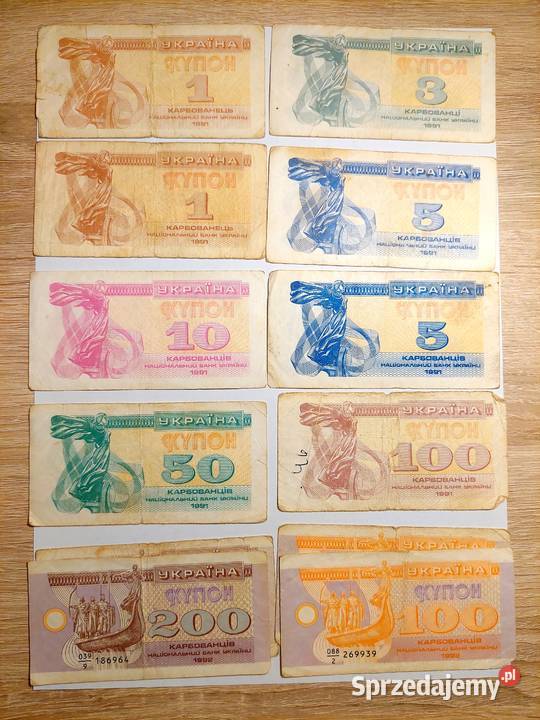 УКРАЇНА
КУПОН
1
КАРБОВАНЕЦЬ
НАЦІОНАЛЬНИЙ БАНК УКРАЇНИ
1991
УКРАЇНА
КУПОН
3
КАРБОВАНЦІ
НАЦІОНАЛЬНИЙ БАНК УКРАЇНИ
1991
УКРАЇНА
КУПОН
1
КАРБОВАНЕЦЬ
НАЦІОНАЛЬНИЙ БАНК УКРАЇНИ
1991
УКРАЇНА
КУПОН
5
КАРБОВАНЦІВ
НАЦІОНАЛЬНИЙ БАНК УКРАЇНИ
1991
УКРАЇНА
КУПОН
10
КАРБОВАНЦІВ
НАЦІОНАЛЬНИЙ БАНК УКРАЇНИ
1991
УКРАЇНА
КУПОН
5
КАРБОВАНЦІВ
НАЦІОНАЛЬНИЙ БАНК УКРАЇНИ
1991
УКРАЇНА
КУПОН
50
КАРБОВАНЦІВ
НАЦІОНАЛЬНИЙ БАНК УКРАЇНИ
1991
УКРАЇНА
КУПОН
100
КАРБОВАНЦІВ
НАЦІОНАЛЬНИЙ БАНК УКРАЇНИ
1991
УКРАЇНА
КУПОН
200
КАРБОВАНЦІВ
НАЦІОНАЛЬНИЙ БАНК УКРАЇНИ
1992
039/9 186964
УКРАЇНА
УКРАЇНА
КУПОН
100
КАРБОВАНЦІВ
НАЦІОНАЛЬНИЙ БАНК УКРАЇНИ
1992
088/2 269939
Sprzedajemy.pl